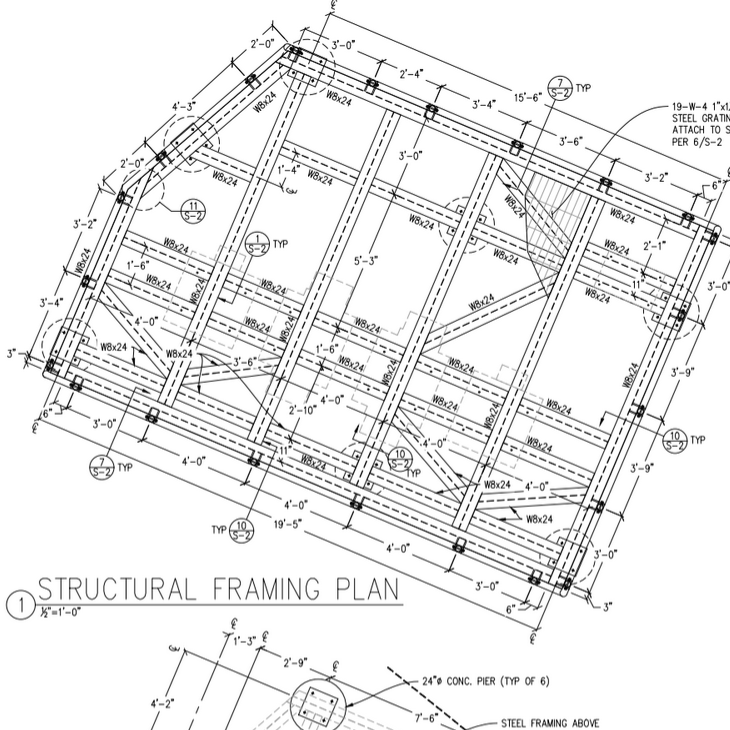 2'-0"
3'-0"
2'-4"
3'-4"
15'-6"
7
S-2
TYP
19-W-4
STEEL
ATTACH TO
PER 6/S-2
4'-3"
W8x24
W8x24
3'-0"
3'-6"
3'-2"
6"
2'-0"
1'-4"
W8x24
W8x24
W8x24
W8x24
W8x24
W8x24
11
S-2
3'-2"
1
S-2
TYP
2'-1"
W8x24
W8x24
5'-3"
W8x24
11"
3'-0"
W8x24
1'-6"
W8x24
W8x24
W8x24
W8x24
3'-4"
4'-0"
W8x24
W8x24
W8x24
W8x24
W8x24
1'-6"
3'-6"
W8x24
W8x24
W8x24
3'-9"
W8x24
3"
4'-0"
W8x24
W8x24
W8x24
2'-10"
6"
3'-0"
4'-0"
11"
10
S-2
TYP
10
S-2
TYP
7
S-2
TYP
4'-0"
W8x24
W8x24
4'-0"
3'-9"
W8x24
TYP
10
S-2
4'-0"
19'-5"
4'-0"
3'-0"
3'-0"
6"
3"
1
STRUCTURAL FRAMING PLAN
½"=1'-0"
1'-3"
2'-9"
24"ø CONC. PIER (TYP OF 6)
4'-2"
7'-6"
STEEL FRAMING ABOVE